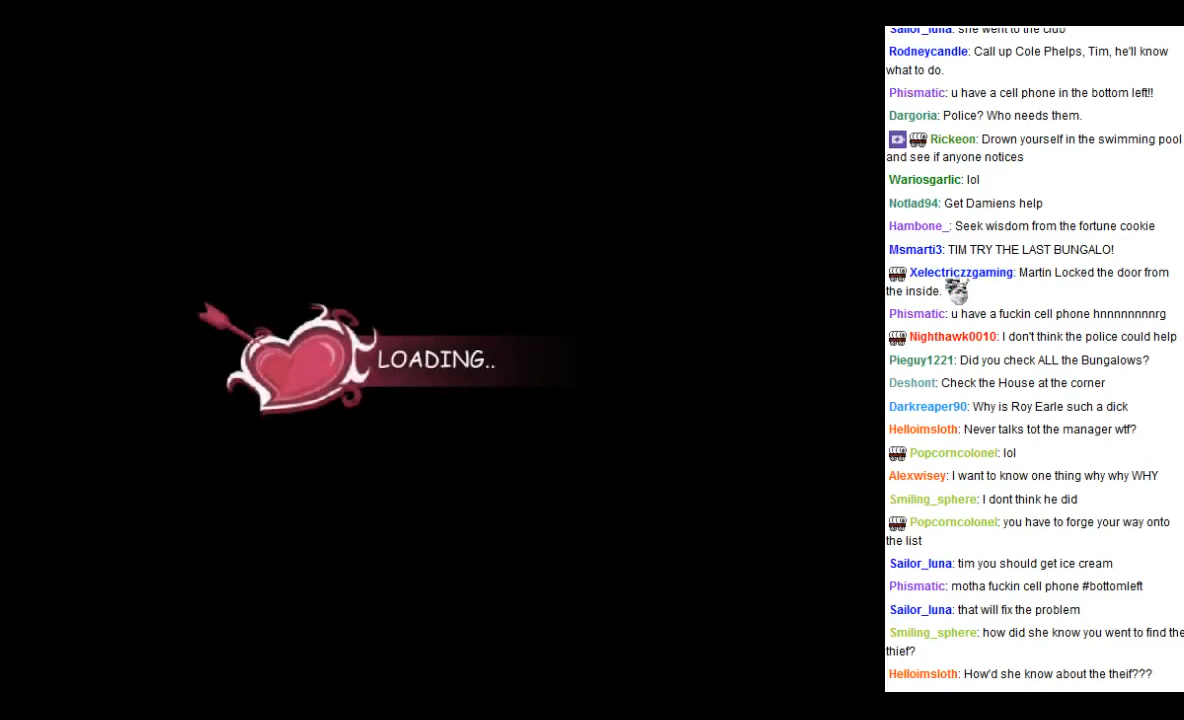 Sailor_luna: she went to the club
Rodneycandle: Call up Cole Phelps, Tim, he'll know
what to do.
Phismatic: u have a cell phone in the bottom left!!
Dargoria: Police? Who needs them.
Rickeon: Drown yourself in the swimming pool
and see if anyone notices
Wariosgarlic: lol
Notlad94: Get Damiens help
Hambone_: Seek wisdom from the fortune cookie
Msmarti3: TIM TRY THE LAST BUNGALO!
Xelectriczzgaming: Martin Locked the door from
the inside.
Phismatic: u have a fuckin cell phone hnnnnnnnnrg
Nighthawk0010: I don't think the police could help
Pieguy1221: Did you check ALL the Bungalows?
Deshont: Check the House at the corner
Darkreaper90: Why is Roy Earle such a dick
Helloimsloth: Never talks tot the manager wtf?
Popcorncolonel: lol
Alexwisey: I want to know one thing why why WHY
Smiling_sphere: I dont think he did
Popcorncolonel: you have to forge your way onto
the list
Sailor_luna: tim you should get ice cream
Phismatic: motha fuckin cell phone #bottomleft
Sailor_luna: that will fix the problem
Smiling_sphere: how did she know you went to find the
thief?
Helloimsloth: How'd she know about the theif???
LOADING..